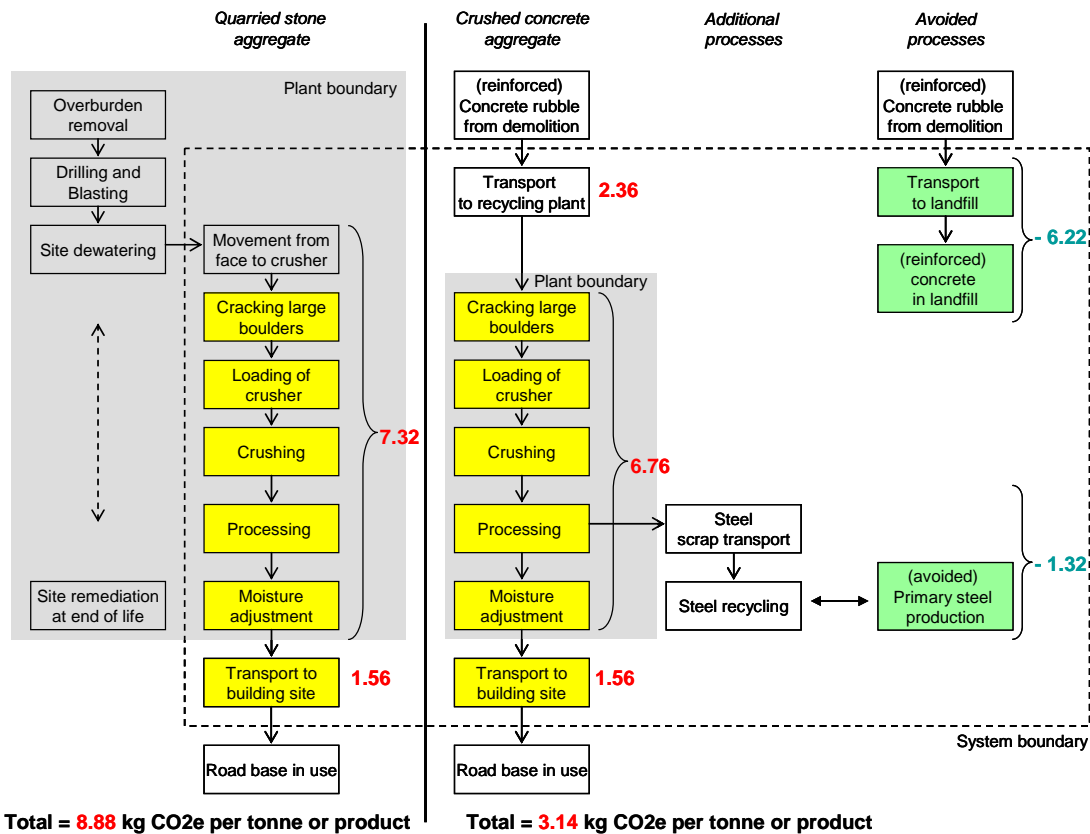 Quarried stone
aggregate
Crushed concrete
aggregate
Additional
processes
Avoided
processes
Plant boundary
Overburden
removal
Drilling and
Blasting
Site dewatering
Movement from
face to crusher
Cracking large
boulders
Loading of
crusher
Crushing
Processing
Moisture
adjustment
7.32
Site remediation
at end of life
Transport to
building site
1.56
Road base in use
Total = 8.88 kg CO2e per tonne or product
(reinforced)
Concrete rubble
from demolition
Transport
to recycling plant
2.36
Plant boundary
Cracking large
boulders
Loading of
crusher
Crushing
Processing
Moisture
adjustment
6.76
Transport to
building site
1.56
Road base in use
Total = 3.14 kg CO2e per tonne or product
Steel
scrap transport
Steel recycling
(reinforced)
Concrete rubble
from demolition
Transport
to landfill
(reinforced)
concrete
in landfill
- 6.22
(avoided)
Primary steel
production
- 1.32
System boundary